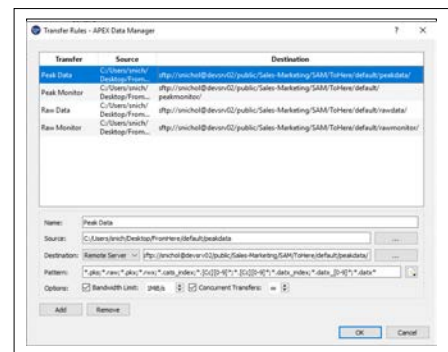 Transfer Rules - APEX Data Manager
Transfer Source Destination
Peak Data C:/Users/snich/Desktop/From... sftp://snichol@devsrv02/public/Sales-Marketing/SAM/ToHere/default/peakdata/
Peak Monitor C:/Users/snich/Desktop/From... sftp://snichol@devsrv02/public/Sales-Marketing/SAM/ToHere/default/peakmonitor/
Raw Data C:/Users/snich/Desktop/From... sftp://snichol@devsrv02/public/Sales-Marketing/SAM/ToHere/default/rawdata/
Raw Monitor C:/Users/snich/Desktop/From... sftp://snichol@devsrv02/public/Sales-Marketing/SAM/ToHere/default/rawmonitor/
Name: Peak Data
Source: C:/Users/snich/Desktop/FromHere/default/peakdata ...
Destination: Remote Server sftp://snichol@devsrv02/public/Sales-Marketing/SAM/ToHere/default/peakdata/ ...
Pattern:
Options: Bandwidth Limit: 1MB/s Concurrent Transfers: ∞
Add Remove
OK Cancel